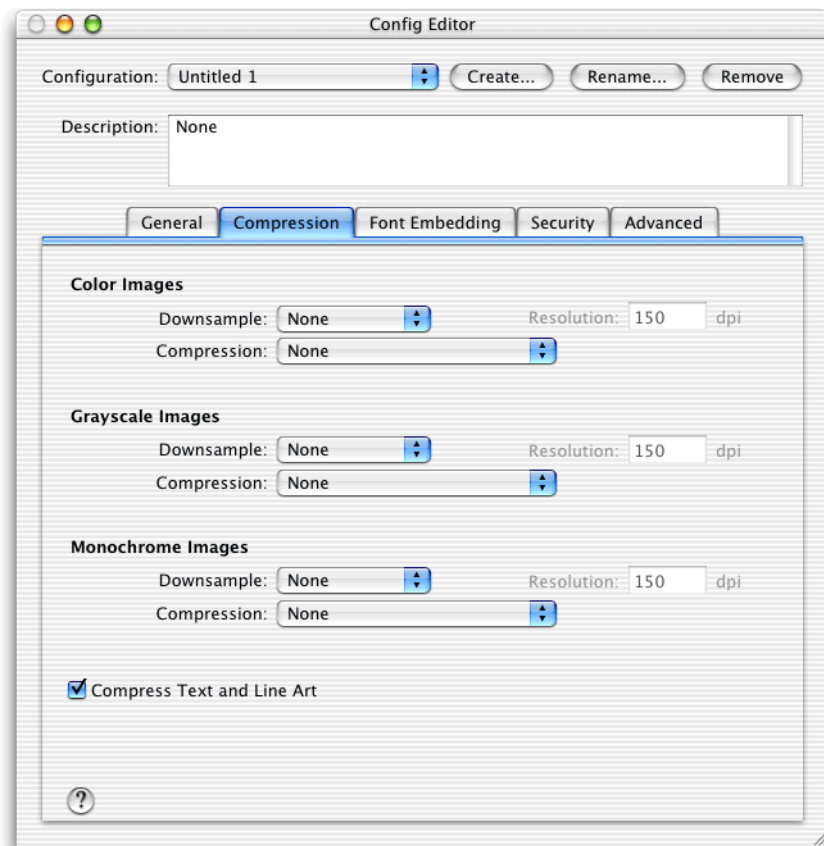 Config Editor
Configuration: Untitled 1 Create... Rename... Remove
Description: None
General Compression Font Embedding Security Advanced
Color Images
Downsample: None Resolution: 150 dpi
Compression: None
Grayscale Images
Downsample: None Resolution: 150 dpi
Compression: None
Monochrome Images
Downsample: None Resolution: 150 dpi
Compression: None
Compress Text and Line Art
?